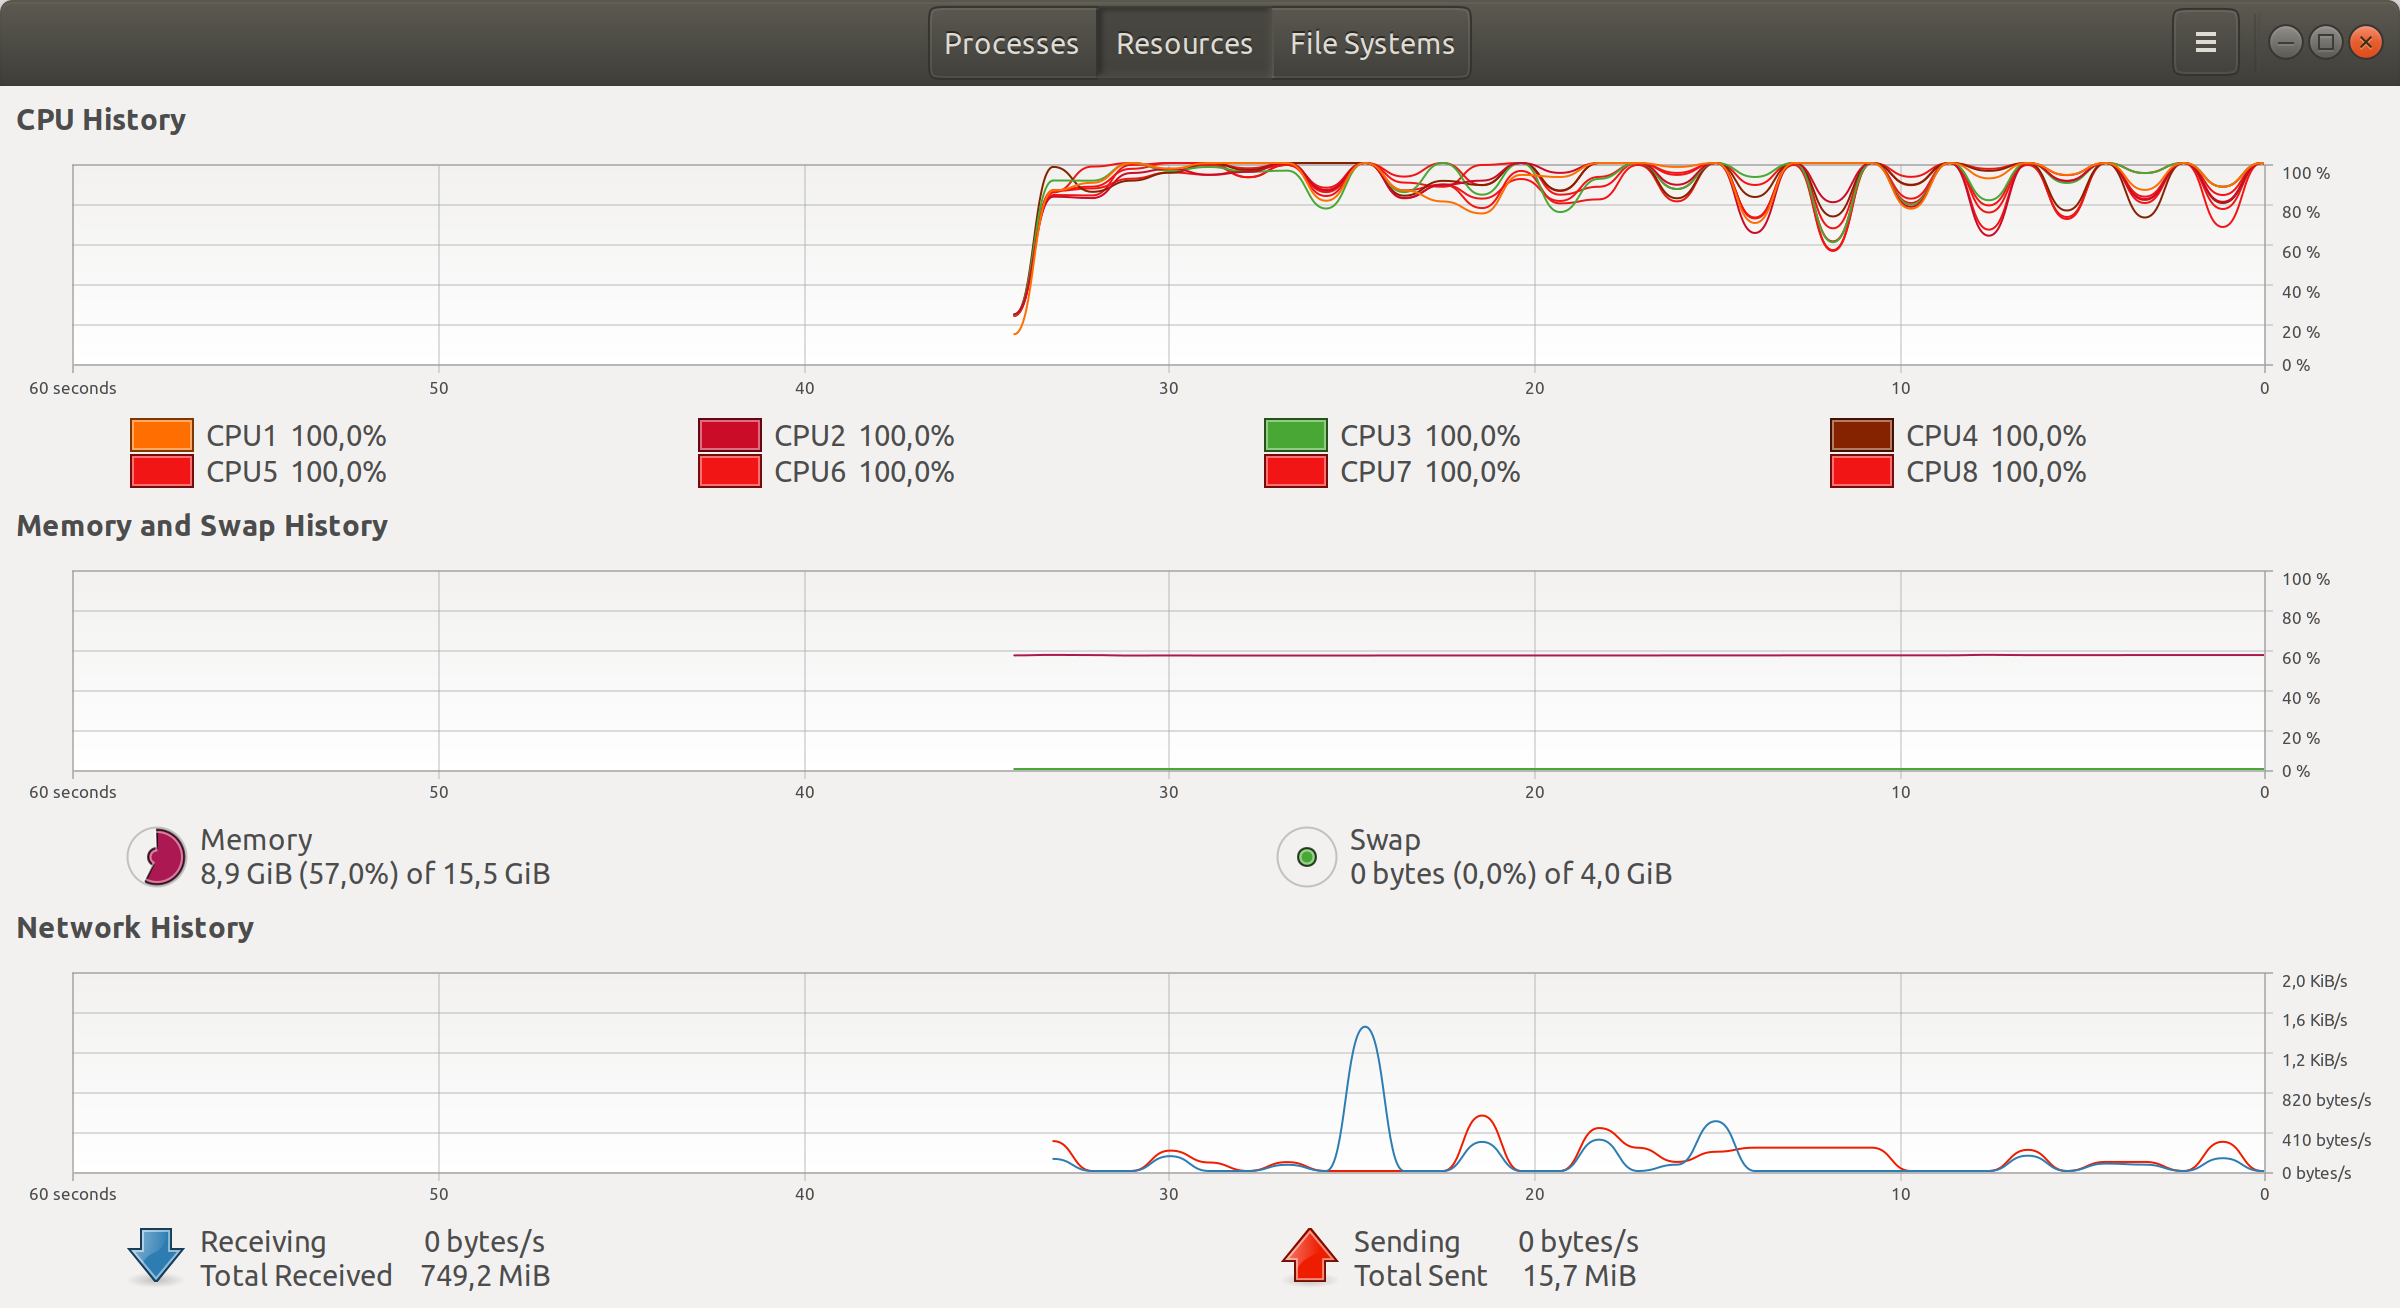 Processes Resources File Systems
CPU History
100 %
80 %
60 %
40 %
20 %
0 %
60 seconds 50 40 30 20 10 0
CPU1 100,0% CPU2 100,0% CPU3 100,0% CPU4 100,0%
CPU5 100,0% CPU6 100,0% CPU7 100,0% CPU8 100,0%
Memory and Swap History
100 %
80 %
60 %
40 %
20 %
0 %
60 seconds 50 40 30 20 10 0
Memory Swap
8,9 GiB (57,0%) of 15,5 GiB 0 bytes (0,0%) of 4,0 GiB
Network History
2,0 KiB/s
1,6 KiB/s
1,2 KiB/s
820 bytes/s
410 bytes/s
0 bytes/s
60 seconds 50 40 30 20 10 0
Receiving 0 bytes/s Sending 0 bytes/s
Total Received 749,2 MiB Total Sent 15,7 MiB